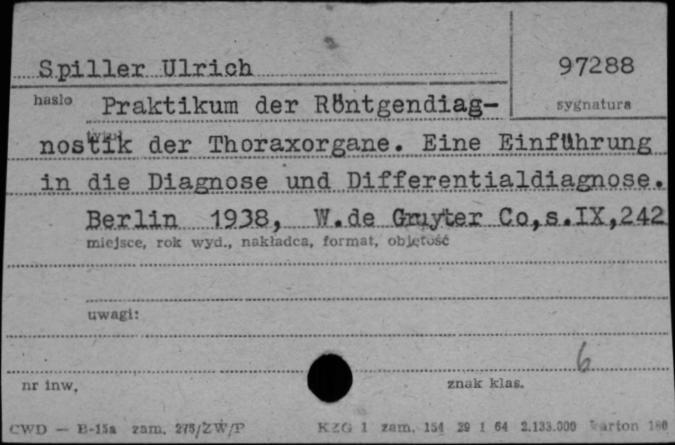 Spiller Ulrich
97288
hasło
sygnatura
Praktikum der Röntgendiag-
tytuł
nostik der Thoraxorgane. Eine Einführung
in die Diagnose und Differentialdiagnose.
Berlin 1938, W.de Gruyter Co,s.IX,242
miejsce, rok wyd., nakładca, format, objętość
uwagi:
6
nr inw,
znak klas.
CWD — B-15a zam. 275/ZW/P
KZG 1 zam. 154 29 1 64 2.133.000 karton 180